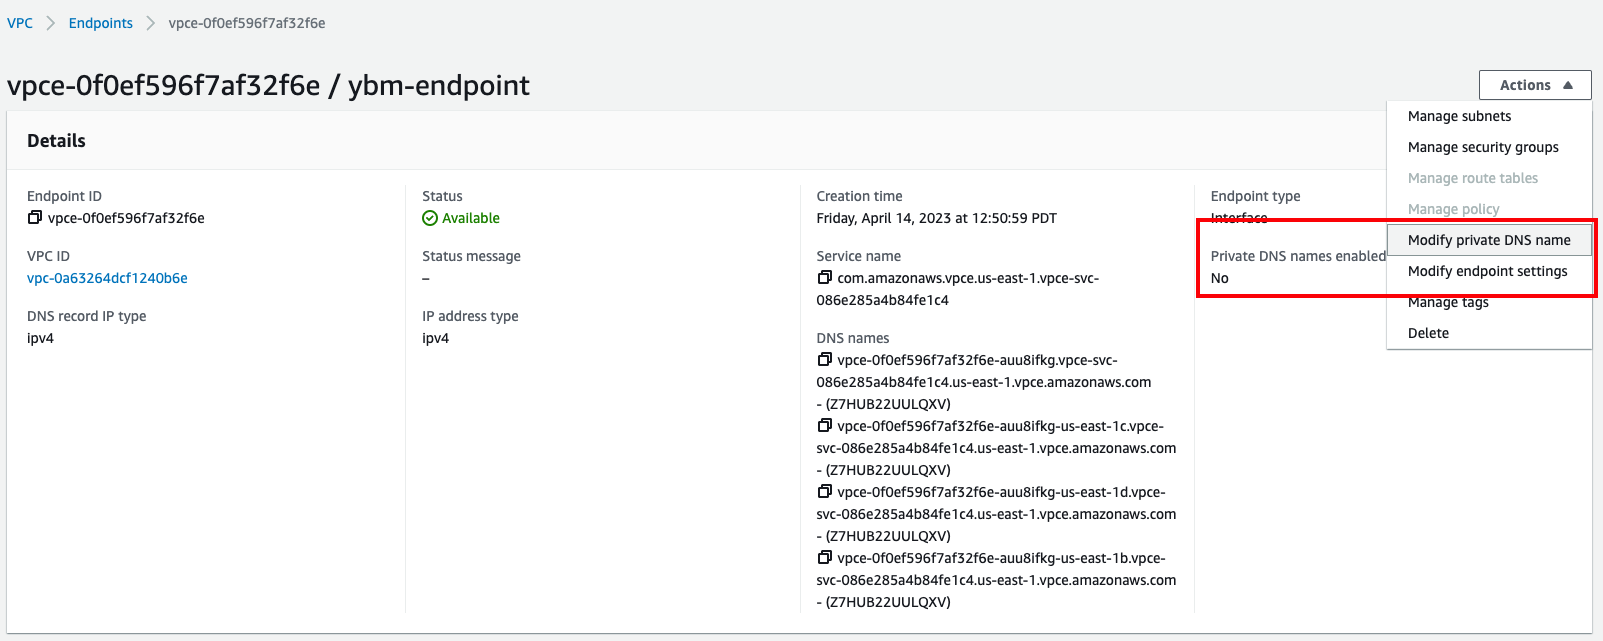 VPC > Endpoints > vpce-0f0ef596f7af32f6e
vpce-0f0ef596f7af32f6e / ybm-endpoint
Actions
Manage subnets
Manage security groups
Manage route tables
Manage policy
Modify private DNS name
Modify endpoint settings
Manage tags
Delete
Details
Endpoint ID
vpce-0f0ef596f7af32f6e
VPC ID
vpc-0a63264dcf1240b6e
DNS record IP type
ipv4
Status
Available
Status message
–
IP address type
ipv4
Creation time
Friday, April 14, 2023 at 12:50:59 PDT
Service name
com.amazonaws.vpce.us-east-1.vpce-svc-
086e285a4b84fe1c4
DNS names
vpce-0f0ef596f7af32f6e-auu8ifkg.vpce-svc-
086e285a4b84fe1c4.us-east-1.vpce.amazonaws.com
- (Z7HUB22UULQXV)
vpce-0f0ef596f7af32f6e-auu8ifkg-us-east-1c.vpce-
svc-086e285a4b84fe1c4.us-east-1.vpce.amazonaws.com
- (Z7HUB22UULQXV)
vpce-0f0ef596f7af32f6e-auu8ifkg-us-east-1d.vpce-
svc-086e285a4b84fe1c4.us-east-1.vpce.amazonaws.com
- (Z7HUB22UULQXV)
vpce-0f0ef596f7af32f6e-auu8ifkg-us-east-1b.vpce-
svc-086e285a4b84fe1c4.us-east-1.vpce.amazonaws.com
- (Z7HUB22UULQXV)
Endpoint type
Interface
Private DNS names enabled
No